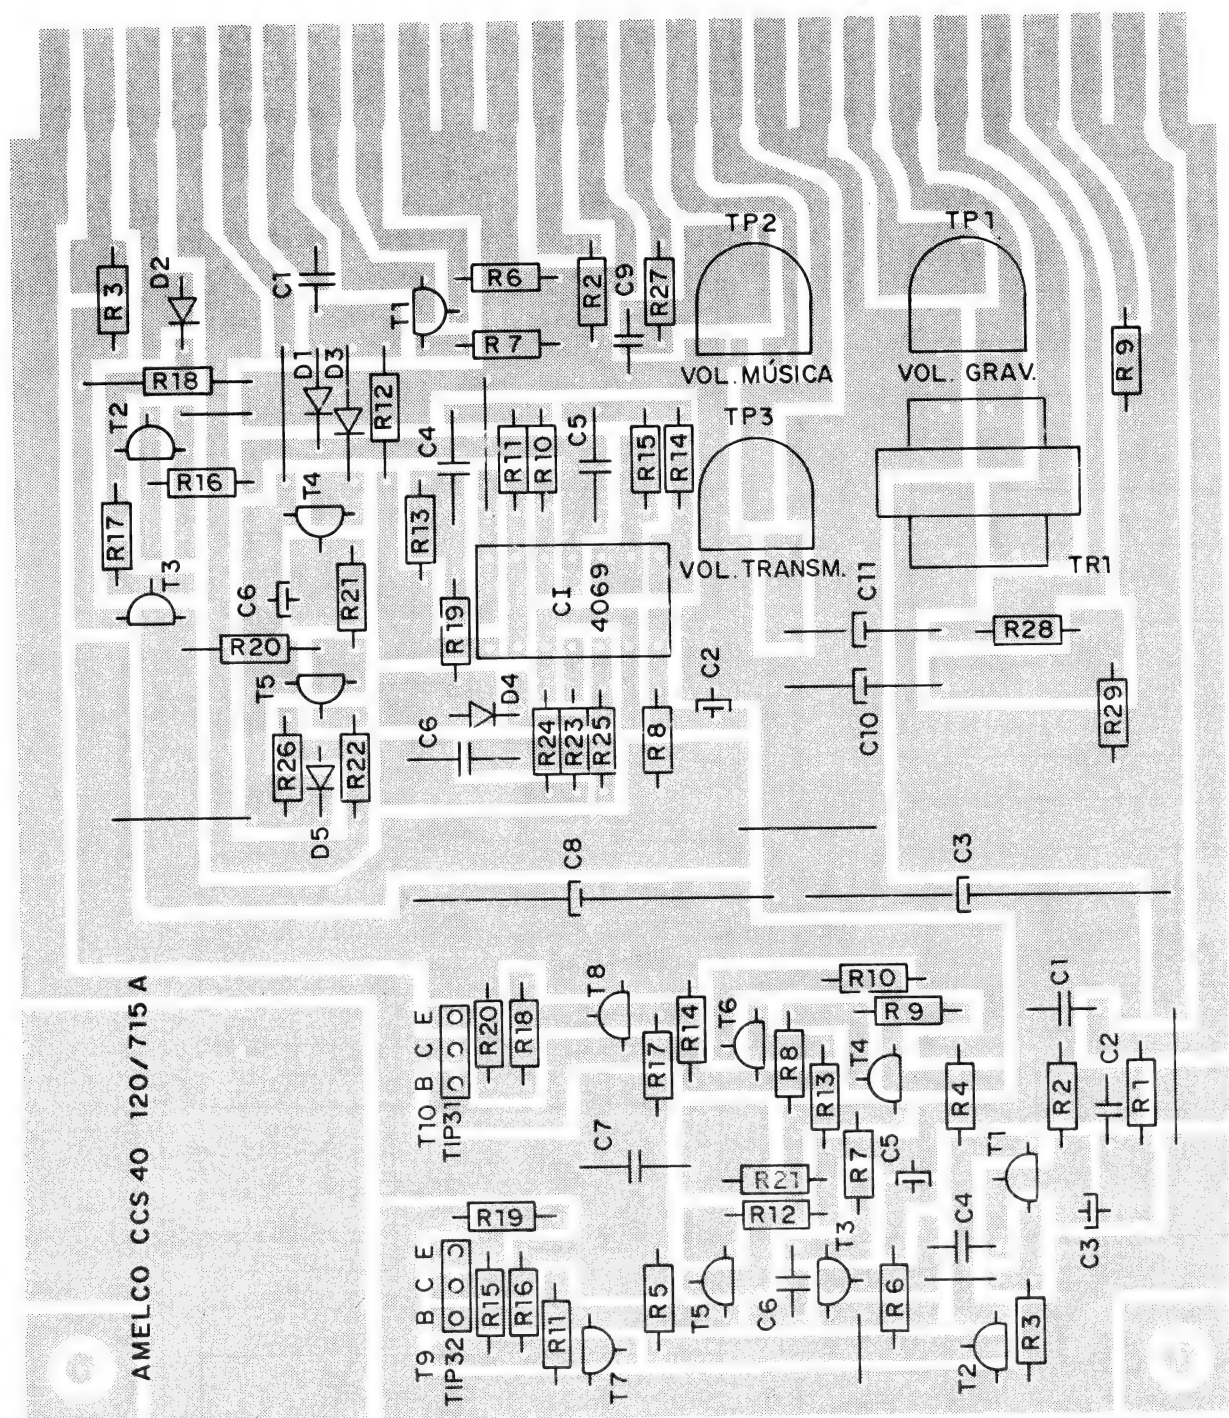 TP2
TP1
D2
C1
R3
T1
R6
R2
C9
R27
R7
R9
D1
D3
VOL. MÚSICA
VOL. GRAV.
R18
R12
T2
TP3
C4
R11
R10
C5
R15
R14
R16
T4
R17
R13
VOL. TRANSM.
TR1
T3
C6
R21
CI
4069
C11
R19
R28
R20
T5
D4
C2
C6
R24
R23
R25
R8
C10
R29
R26
R22
D5
C8
C3
AMELCO CCS 40 120/715 A
T8
R10
C1
T10 B C E
TIP31
R20
R18
R17
R14
T6
R8
R9
R13
T4
R4
R2
C2
R1
C7
R21
R7
C5
T1
R19
R12
T3
C4
C3
T9 B C E
TIP32
R15
R16
R11
T7
R5
T5
C6
R6
T2
R3